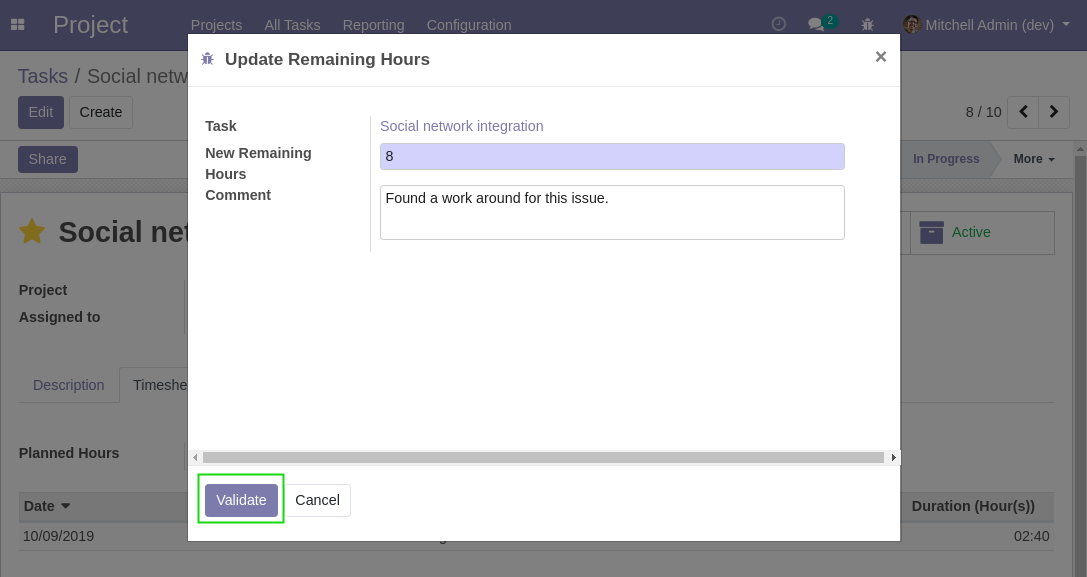 Project
Projects
All Tasks
Reporting
Configuration
2
Mitchell Admin (dev)
Update Remaining Hours
×
Tasks / Social netw
Edit
Create
8 / 10
Task
Social network integration
New Remaining
Hours
8
Share
In Progress
More
Comment
Found a work around for this issue.
Social net
Active
Project
Assigned to
Description
Timeshe
Planned Hours
Validate
Cancel
Date
Duration (Hour(s))
10/09/2019
02:40